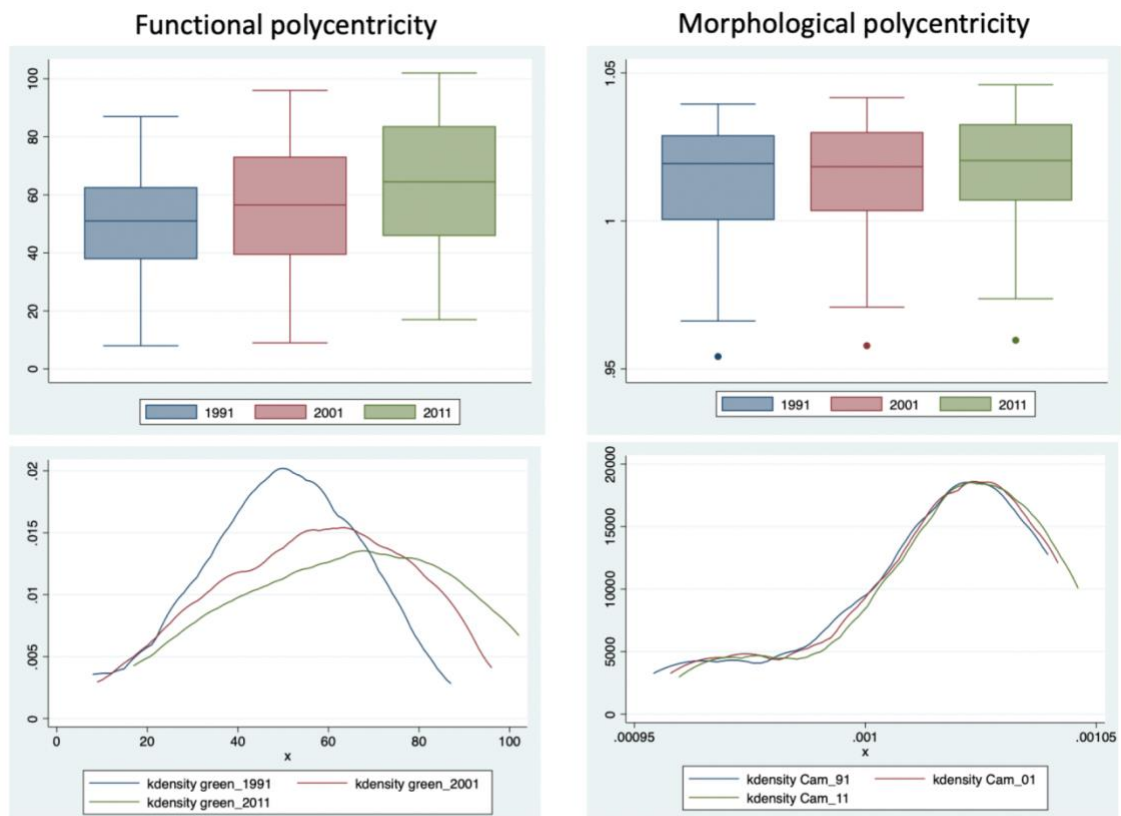 Functional polycentricity
Morphological polycentricity
100
80
60
40
20
0
1991 2001 2011
1.05
1
.95
1991 2001 2011
.02
.015
.01
.005
0
0 20 40 60 80 100
x
kdensity green_1991 kdensity green_2001
kdensity green_2011
20000
15000
10000
5000
0
.00095 .001 .00105
x
kdensity Cam_91 kdensity Cam_01
kdensity Cam_11